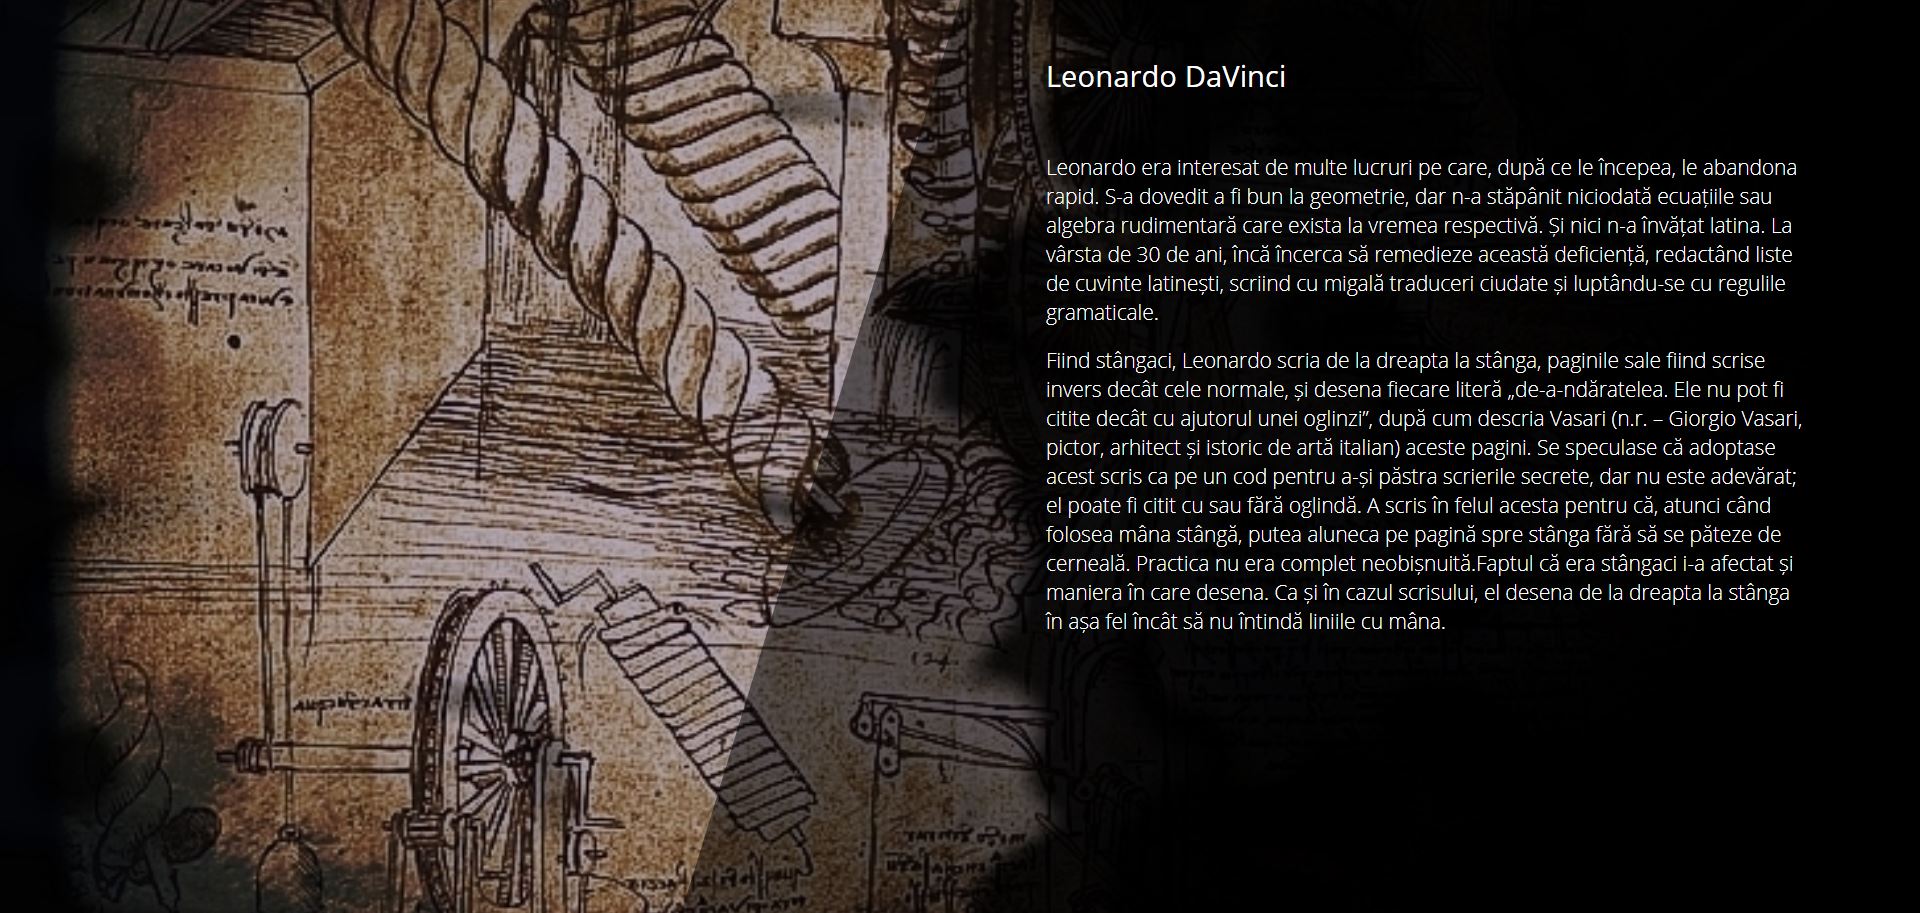 Leonardo DaVinci
Leonardo era interesat de multe lucruri pe care, după ce le începea, le abandona
rapid. S-a dovedit a fi bun la geometrie, dar n-a stăpânit niciodată ecuațiile sau
algebra rudimentară care exista la vremea respectivă. Și nici n-a învățat latina. La
vârsta de 30 de ani, încă încerca să remedieze această deficiență, redactând liste
de cuvinte latinești, scriind cu migală traduceri ciudate și luptându-se cu regulile
gramaticale.
Fiind stângaci, Leonardo scria de la dreapta la stânga, paginile sale fiind scrise
invers decât cele normale, și desena fiecare literă „de-a-ndăratelea. Ele nu pot fi
citite decât cu ajutorul unei oglinzi”, după cum descria Vasari (n.r. – Giorgio Vasari,
pictor, arhitect și istoric de artă italian) aceste pagini. Se speculase că adoptase
acest scris ca pe un cod pentru a-și păstra scrierile secrete, dar nu este adevărat;
el poate fi citit cu sau fără oglindă. A scris în felul acesta pentru că, atunci când
folosea mâna stângă, putea aluneca pe pagină spre stânga fără să se păteze de
cerneală. Practica nu era complet neobișnuită.Faptul că era stângaci i-a afectat și
maniera în care desena. Ca și în cazul scrisului, el desena de la dreapta la stânga
în așa fel încât să nu întindă liniile cu mâna.